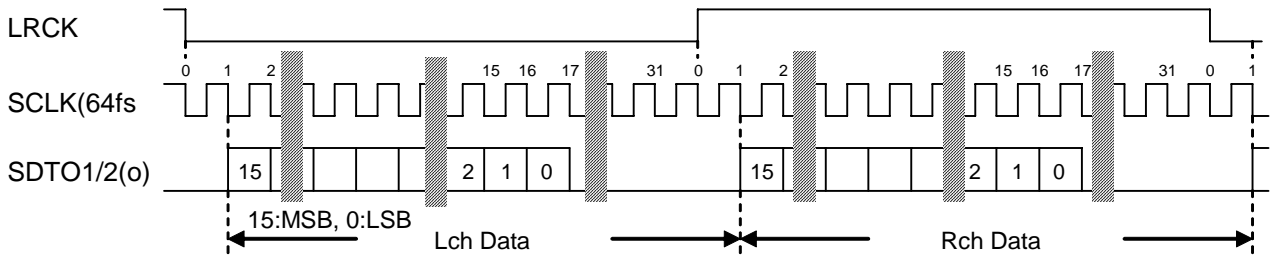 LRCK
0 1 2 15 16 17 31 0 1 2 15 16 17 31 0 1
SCLK(64fs
SDTO1/2(o)
15 2 1 0 15 2 1 0
15:MSB, 0:LSB
Lch Data Rch Data